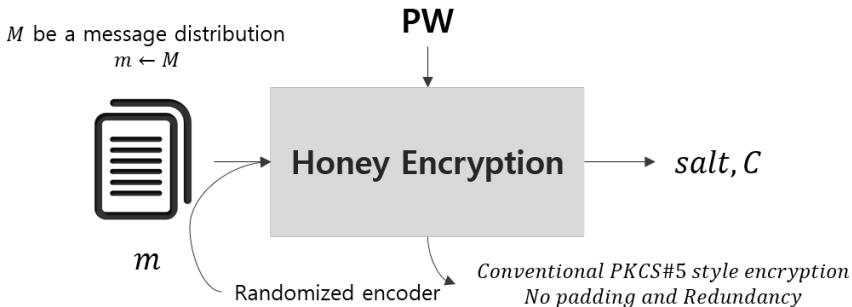 PW
M be a message distribution
m ← M
Honey Encryption
salt, C
m
Randomized encoder
Conventional PKCS#5 style encryption
No padding and Redundancy